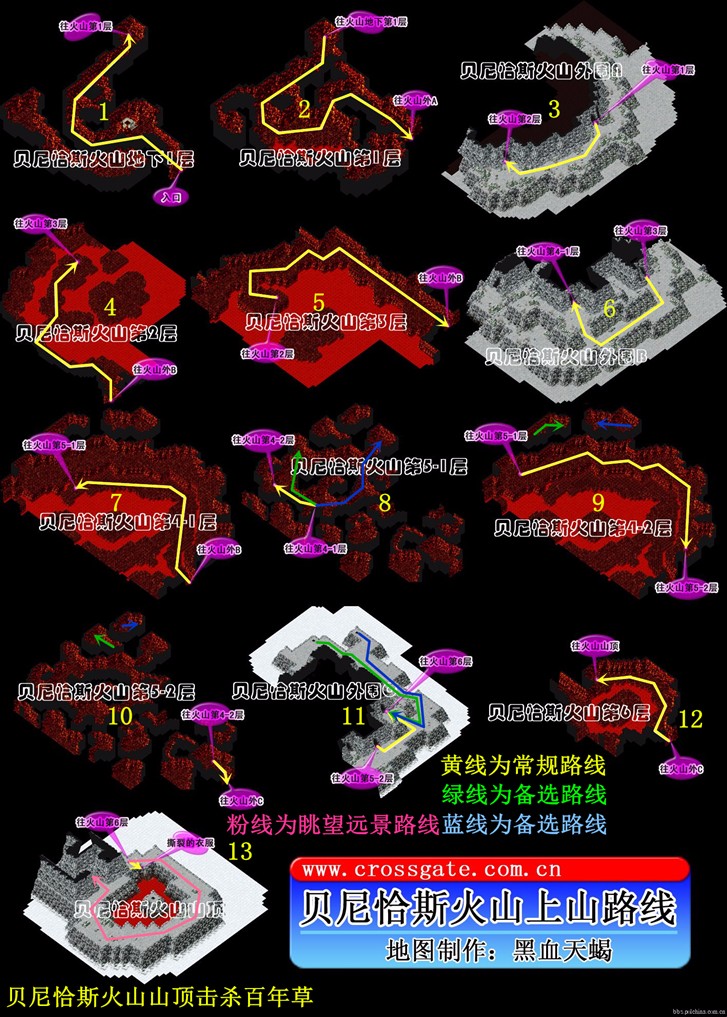 往火山第1层
1
贝尼恰斯火山地下1层
入口
往火山地下第1层
2
往火山外A
贝尼恰斯火山第1层
贝尼恰斯火山外围A
往火山第1层
3
往火山第2层
往火山第3层
4
贝尼恰斯火山第2层
往火山外B
往火山外B
5
贝尼恰斯火山第3层
往火山第2层
往火山第3层
往火山第4-1层
6
贝尼恰斯火山外围B
往火山第5-1层
7
贝尼恰斯火山第4-1层
往火山外B
往火山第4-2层
贝尼恰斯火山第5-1层
8
往火山第4-1层
往火山第5-1层
9
贝尼恰斯火山第4-2层
往火山第5-2层
贝尼恰斯火山第5-2层
10
往火山第4-2层
往火山外C
往火山第6层
贝尼恰斯火山外围C
11
往火山第5-2层
往火山山顶
贝尼恰斯火山第6层
12
往火山外C
黄线为常规路线
绿线为备选路线
粉线为眺望远景路线
蓝线为备选路线
往火山第6层
撕裂的衣服
13
贝尼恰斯火山山顶
www.crossgate.com.cn
贝尼恰斯火山上山路线
地图制作：黑血天蝎
贝尼恰斯火山山顶击杀百年草
bbs.polchina.com.cn